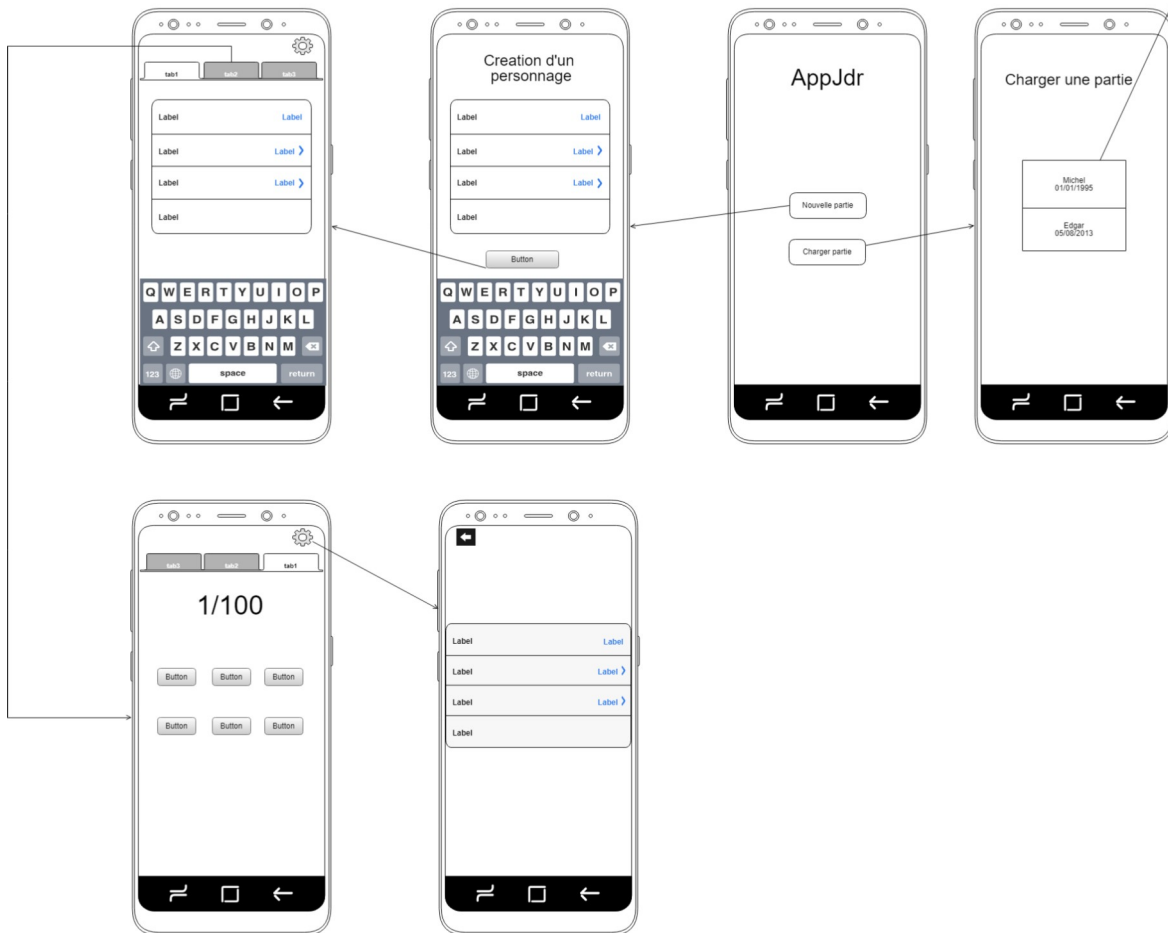 tab1 tab2 tab3
Label Label
Label Label
Label Label
Label
Q W E R T Y U I O P
A S D F G H J K L
Z X C V B N M
123 space return
Creation d'un
personnage
Label Label
Label Label
Label Label
Label
Button
Q W E R T Y U I O P
A S D F G H J K L
Z X C V B N M
123 space return
AppJdr
Nouvelle partie
Charger partie
Charger une partie
Michel
01/01/1995
Edgar
05/08/2013
tab3 tab2 tab1
1/100
Button Button Button
Button Button Button
Label Label
Label Label
Label Label
Label